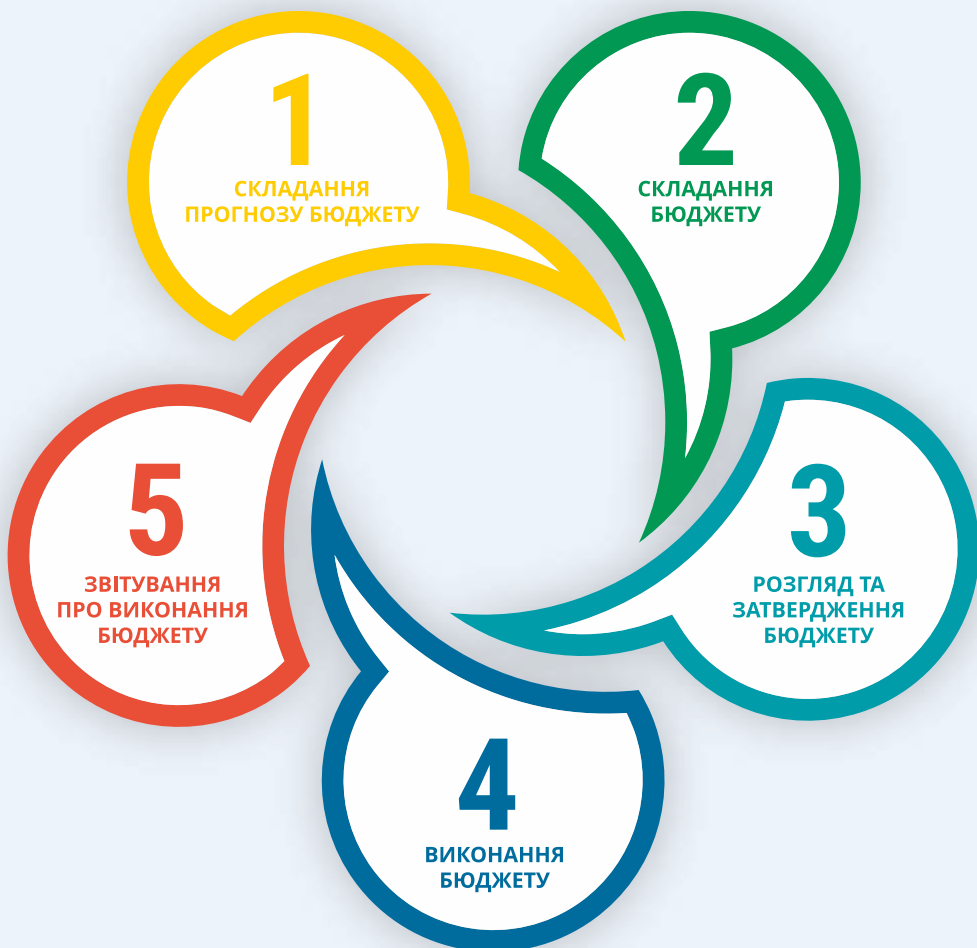 1
СКЛАДАННЯ
ПРОГНОЗУ БЮДЖЕТУ
2
СКЛАДАННЯ
БЮДЖЕТУ
3
РОЗГЛЯД ТА
ЗАТВЕРДЖЕННЯ
БЮДЖЕТУ
4
ВИКОНАННЯ
БЮДЖЕТУ
5
ЗВІТУВАННЯ
ПРО ВИКОНАННЯ
БЮДЖЕТУ